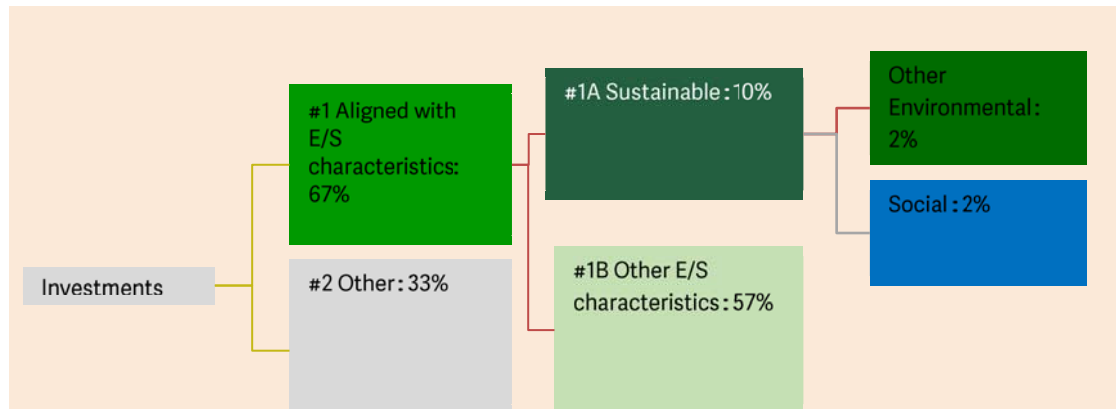 Investments
#1 Aligned with
E/S
characteristics:
67%
#2 Other: 33%
#1A Sustainable: 10%
#1B Other E/S
characteristics: 57%
Other
Environmental:
2%
Social: 2%